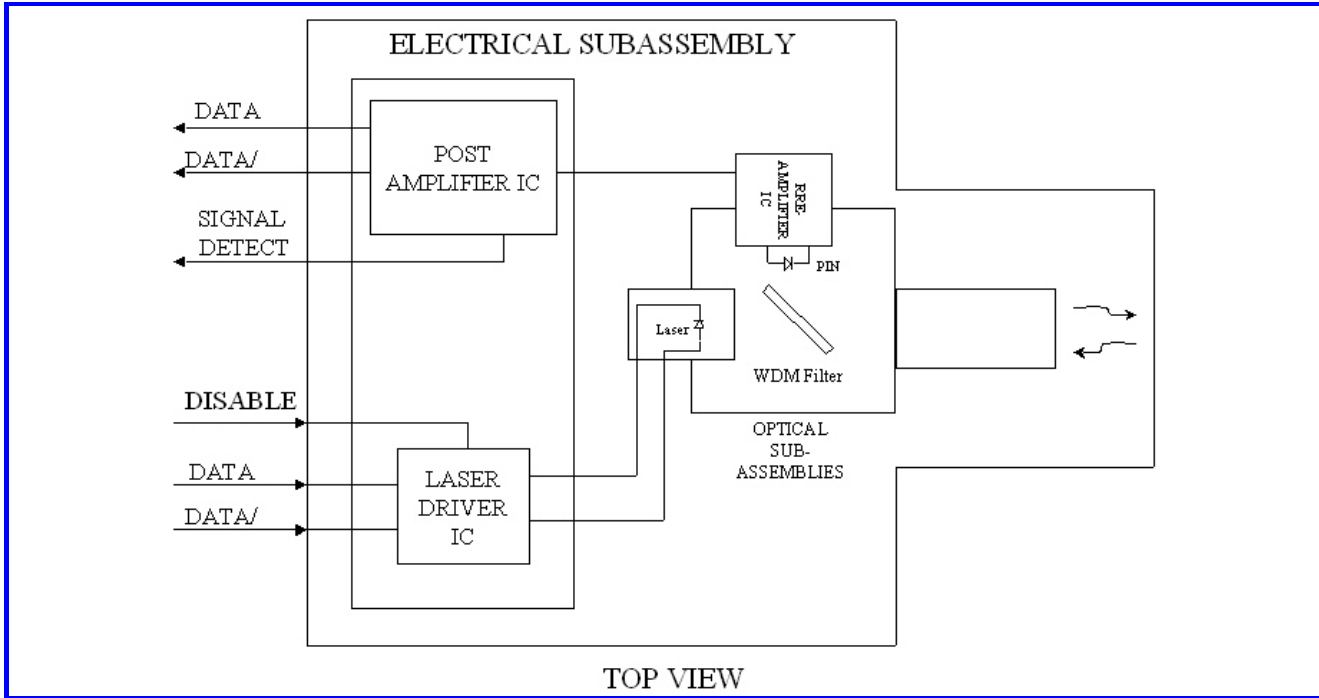 ELECTRICAL SUBASSEMBLY
DATA
DATA/
SIGNAL
DETECT
POST
AMPLIFIER IC
RRE-
AMPLIFIER
IC
PIN
Laser
WDM Filter
OPTICAL
SUB-
ASSEMBLIES
DISABLE
DATA
DATA/
LASER
DRIVER
IC
TOP VIEW